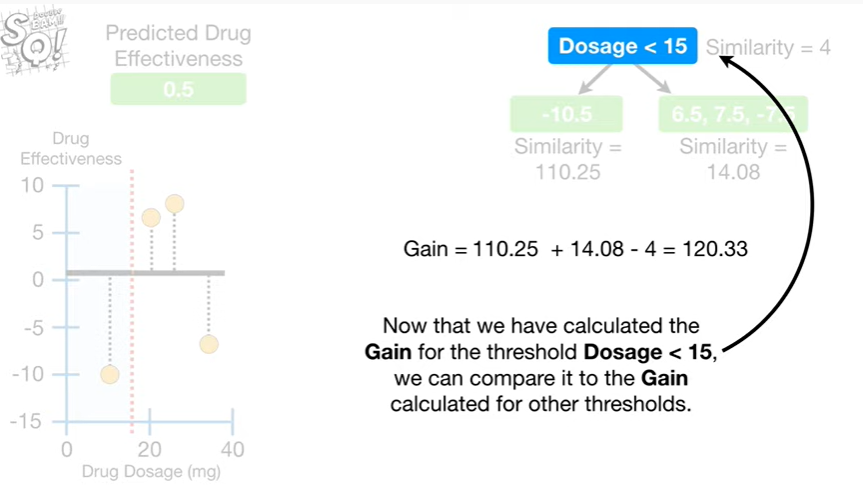 SQ!
Predicted Drug
Effectiveness
0.5
Dosage < 15
Similarity = 4
-10.5
6.5, 7.5, -7.5
Similarity =
110.25
Similarity =
14.08
Drug
Effectiveness
10
5
0
-5
-10
-15
0
20
40
Drug Dosage (mg)
Gain = 110.25 + 14.08 - 4 = 120.33
Now that we have calculated the
Gain for the threshold Dosage < 15,
we can compare it to the Gain
calculated for other thresholds.